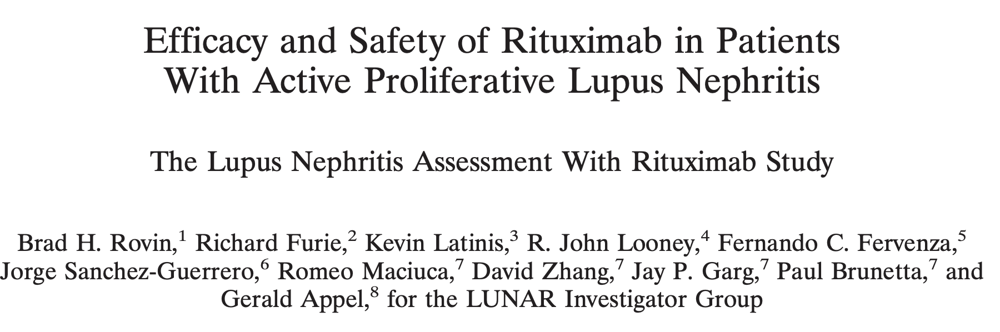 Efficacy and Safety of Rituximab in Patients
With Active Proliferative Lupus Nephritis
The Lupus Nephritis Assessment With Rituximab Study
Brad H. Rovin,¹ Richard Furie,² Kevin Latinis,³ R. John Looney,⁴ Fernando C. Fervenza,⁵
Jorge Sanchez-Guerrero,⁶ Romeo Maciuca,⁷ David Zhang,⁷ Jay P. Garg,⁷ Paul Brunetta,⁷ and
Gerald Appel,⁸ for the LUNAR Investigator Group